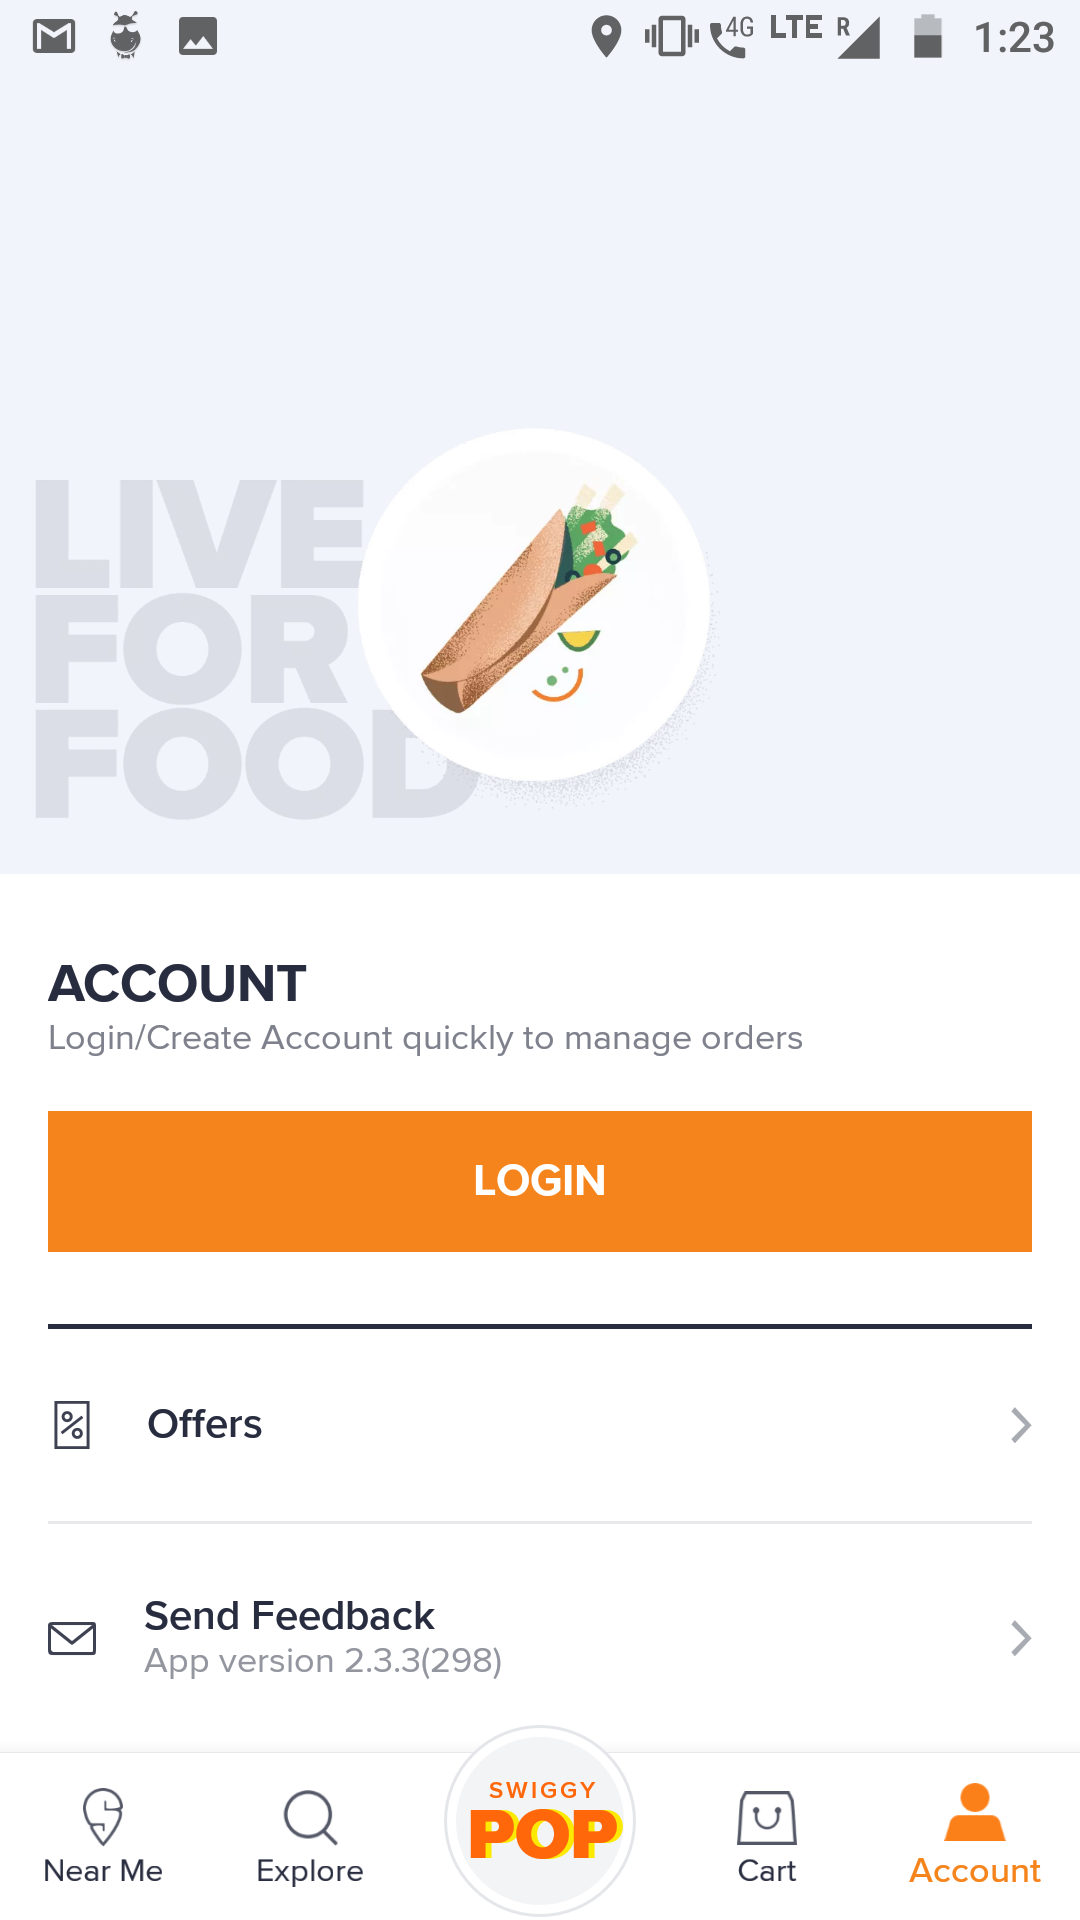 4G LTE R 1:23
LIVE
FOR
FOOD
ACCOUNT
Login/Create Account quickly to manage orders
LOGIN
Offers
Send Feedback
App version 2.3.3(298)
SWIGGY
POP
Near Me
Explore
Cart
Account